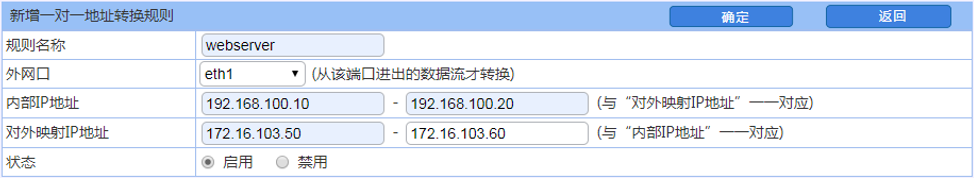 新增一对一地址转换规则 确定 返回
规则名称 webserver
外网口 eth1 (从该端口进出的数据流才转换)
内部IP地址 192.168.100.10 - 192.168.100.20 (与“对外映射IP地址”一一对应)
对外映射IP地址 172.16.103.50 - 172.16.103.60 (与“内部IP地址”一一对应)
状态 启用 禁用